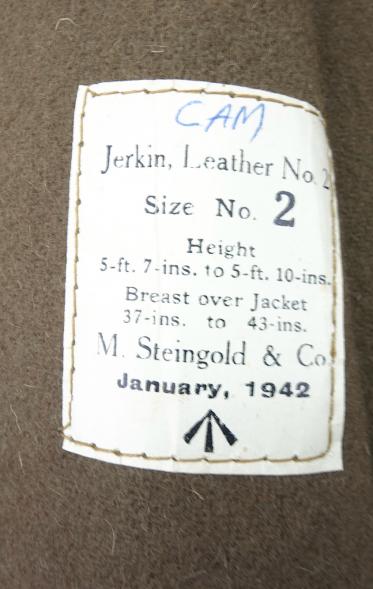 CAM
Jerkin, Leather No. 2
Size No. 2
Height
5-ft. 7-ins. to 5-ft. 10-ins.
Breast over Jacket
37-ins. to 43-ins.
M. Steingold & Co
January, 1942